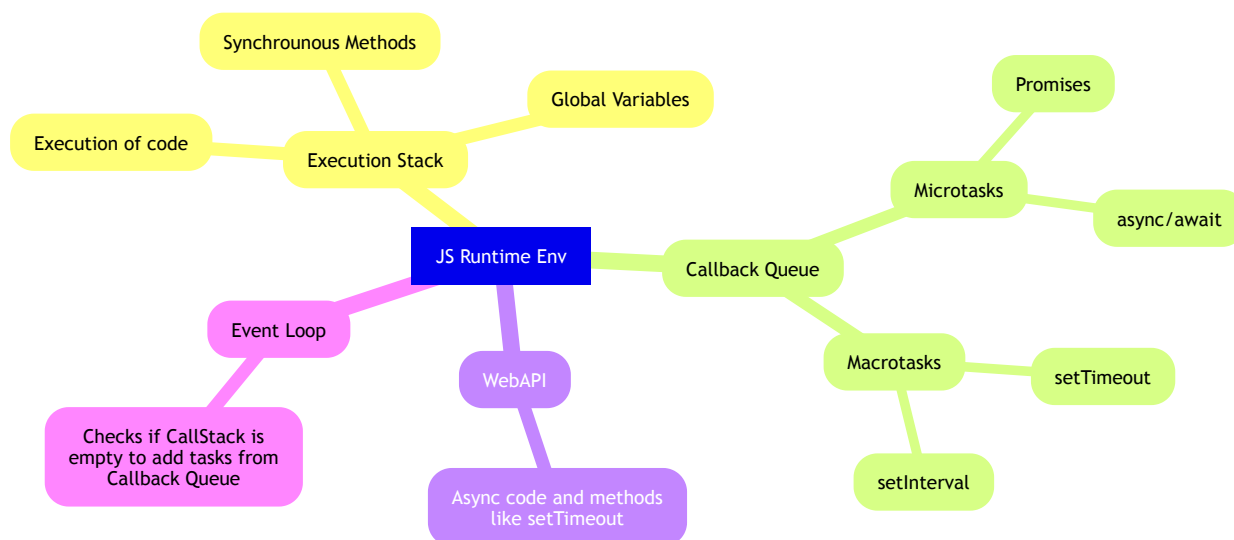 Synchrounous Methods
Global Variables
Execution of code
Execution Stack
JS Runtime Env
Callback Queue
Microtasks
Promises
async/await
Macrotasks
setTimeout
setInterval
Event Loop
Checks if CallStack is
empty to add tasks from
Callback Queue
WebAPI
Async code and methods
like setTimeout